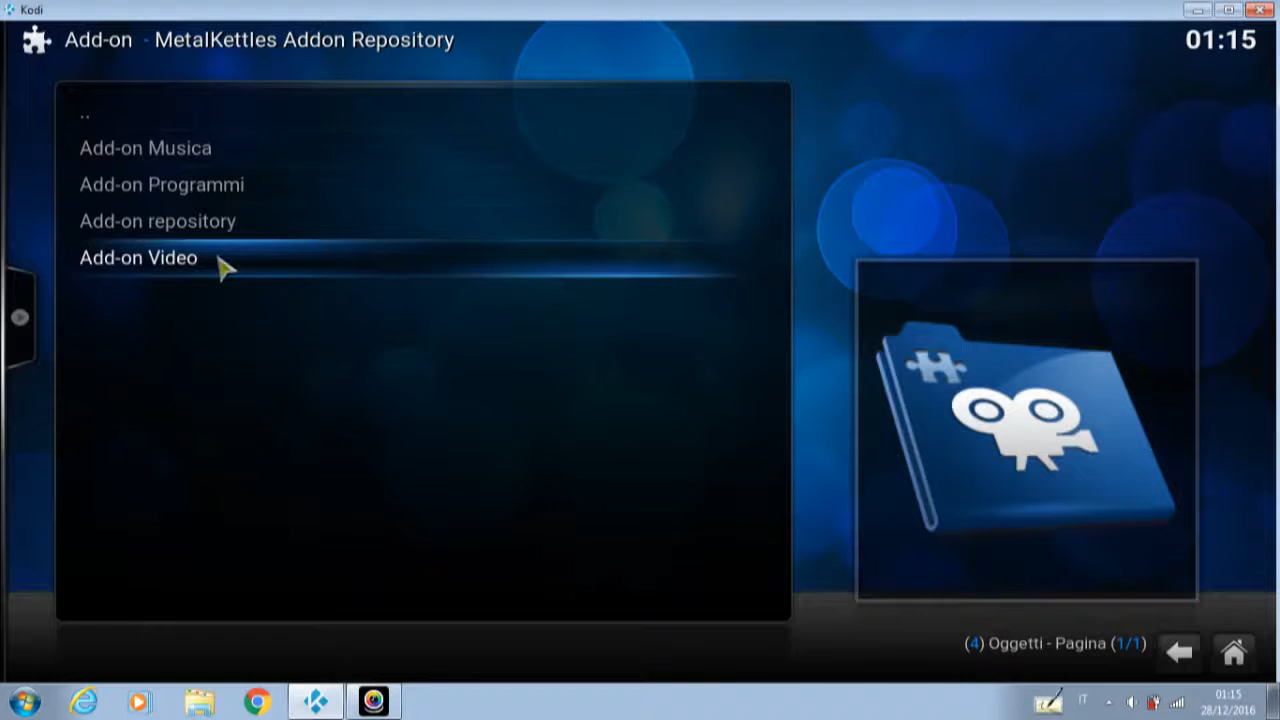 Kodi
Add-on - MetalKettles Addon Repository
01:15
..
Add-on Musica
Add-on Programmi
Add-on repository
Add-on Video
(4) Oggetti - Pagina (1/1)
IT
01:15
28/12/2016